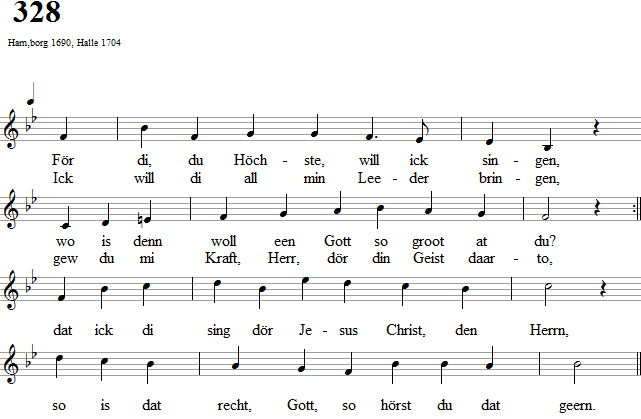 328
Ham,borg 1690, Halle 1704
För di, du Höch - ste, will ick sin - gen,
Ick will di all min Lee - der brin - gen,
wo is denn woll een Gott so groot at du?
gew du mi Kraft, Herr, dör din Geist daar - to,
dat ick di sing dör Je - sus Christ, den Herrn,
so is dat recht, Gott, so hörst du dat geern.